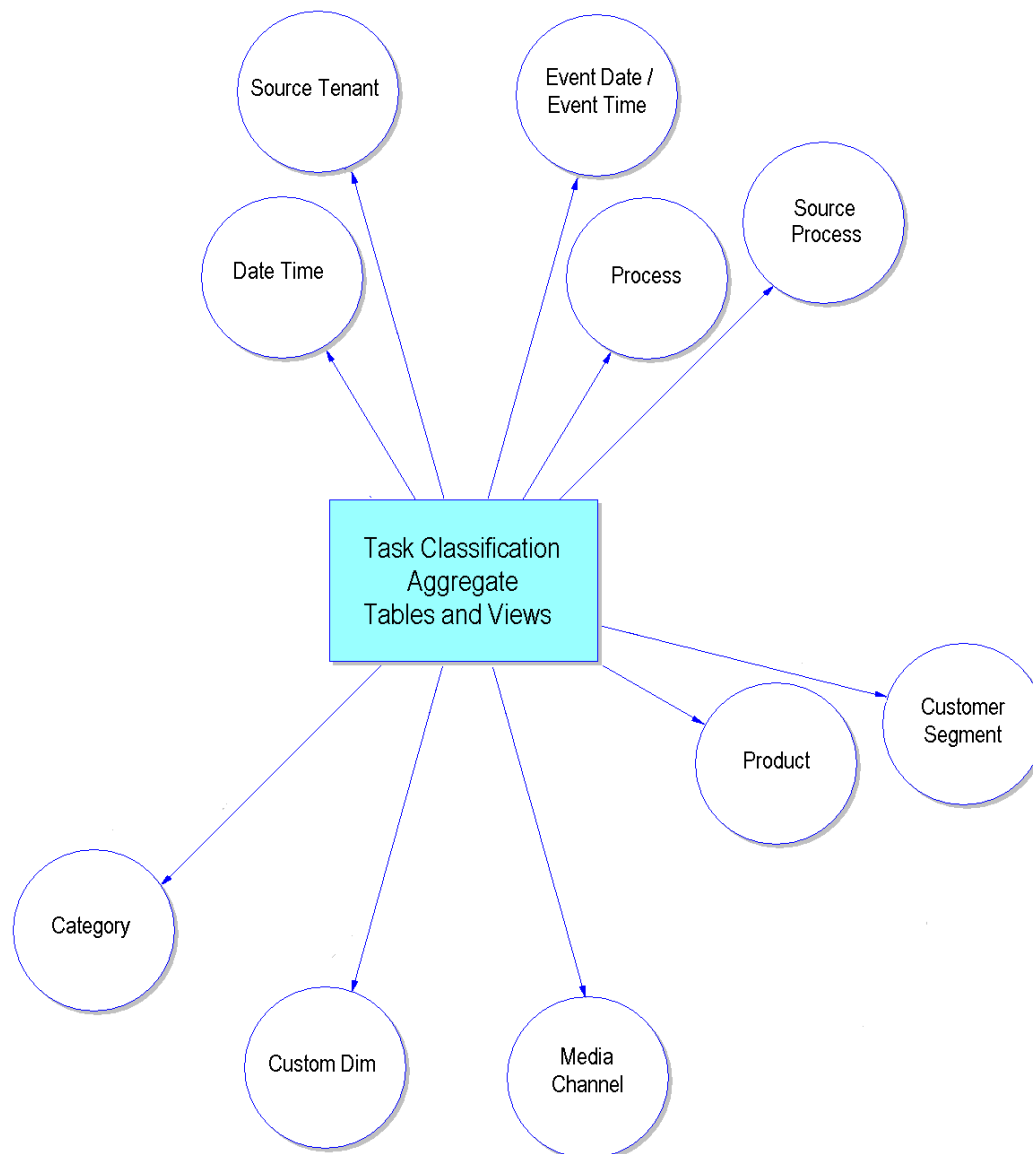 Source Tenant
Event Date /
Event Time
Source
Process
Date Time
Process
Task Classification
Aggregate
Tables and Views
Customer
Segment
Product
Category
Custom Dim
Media
Channel